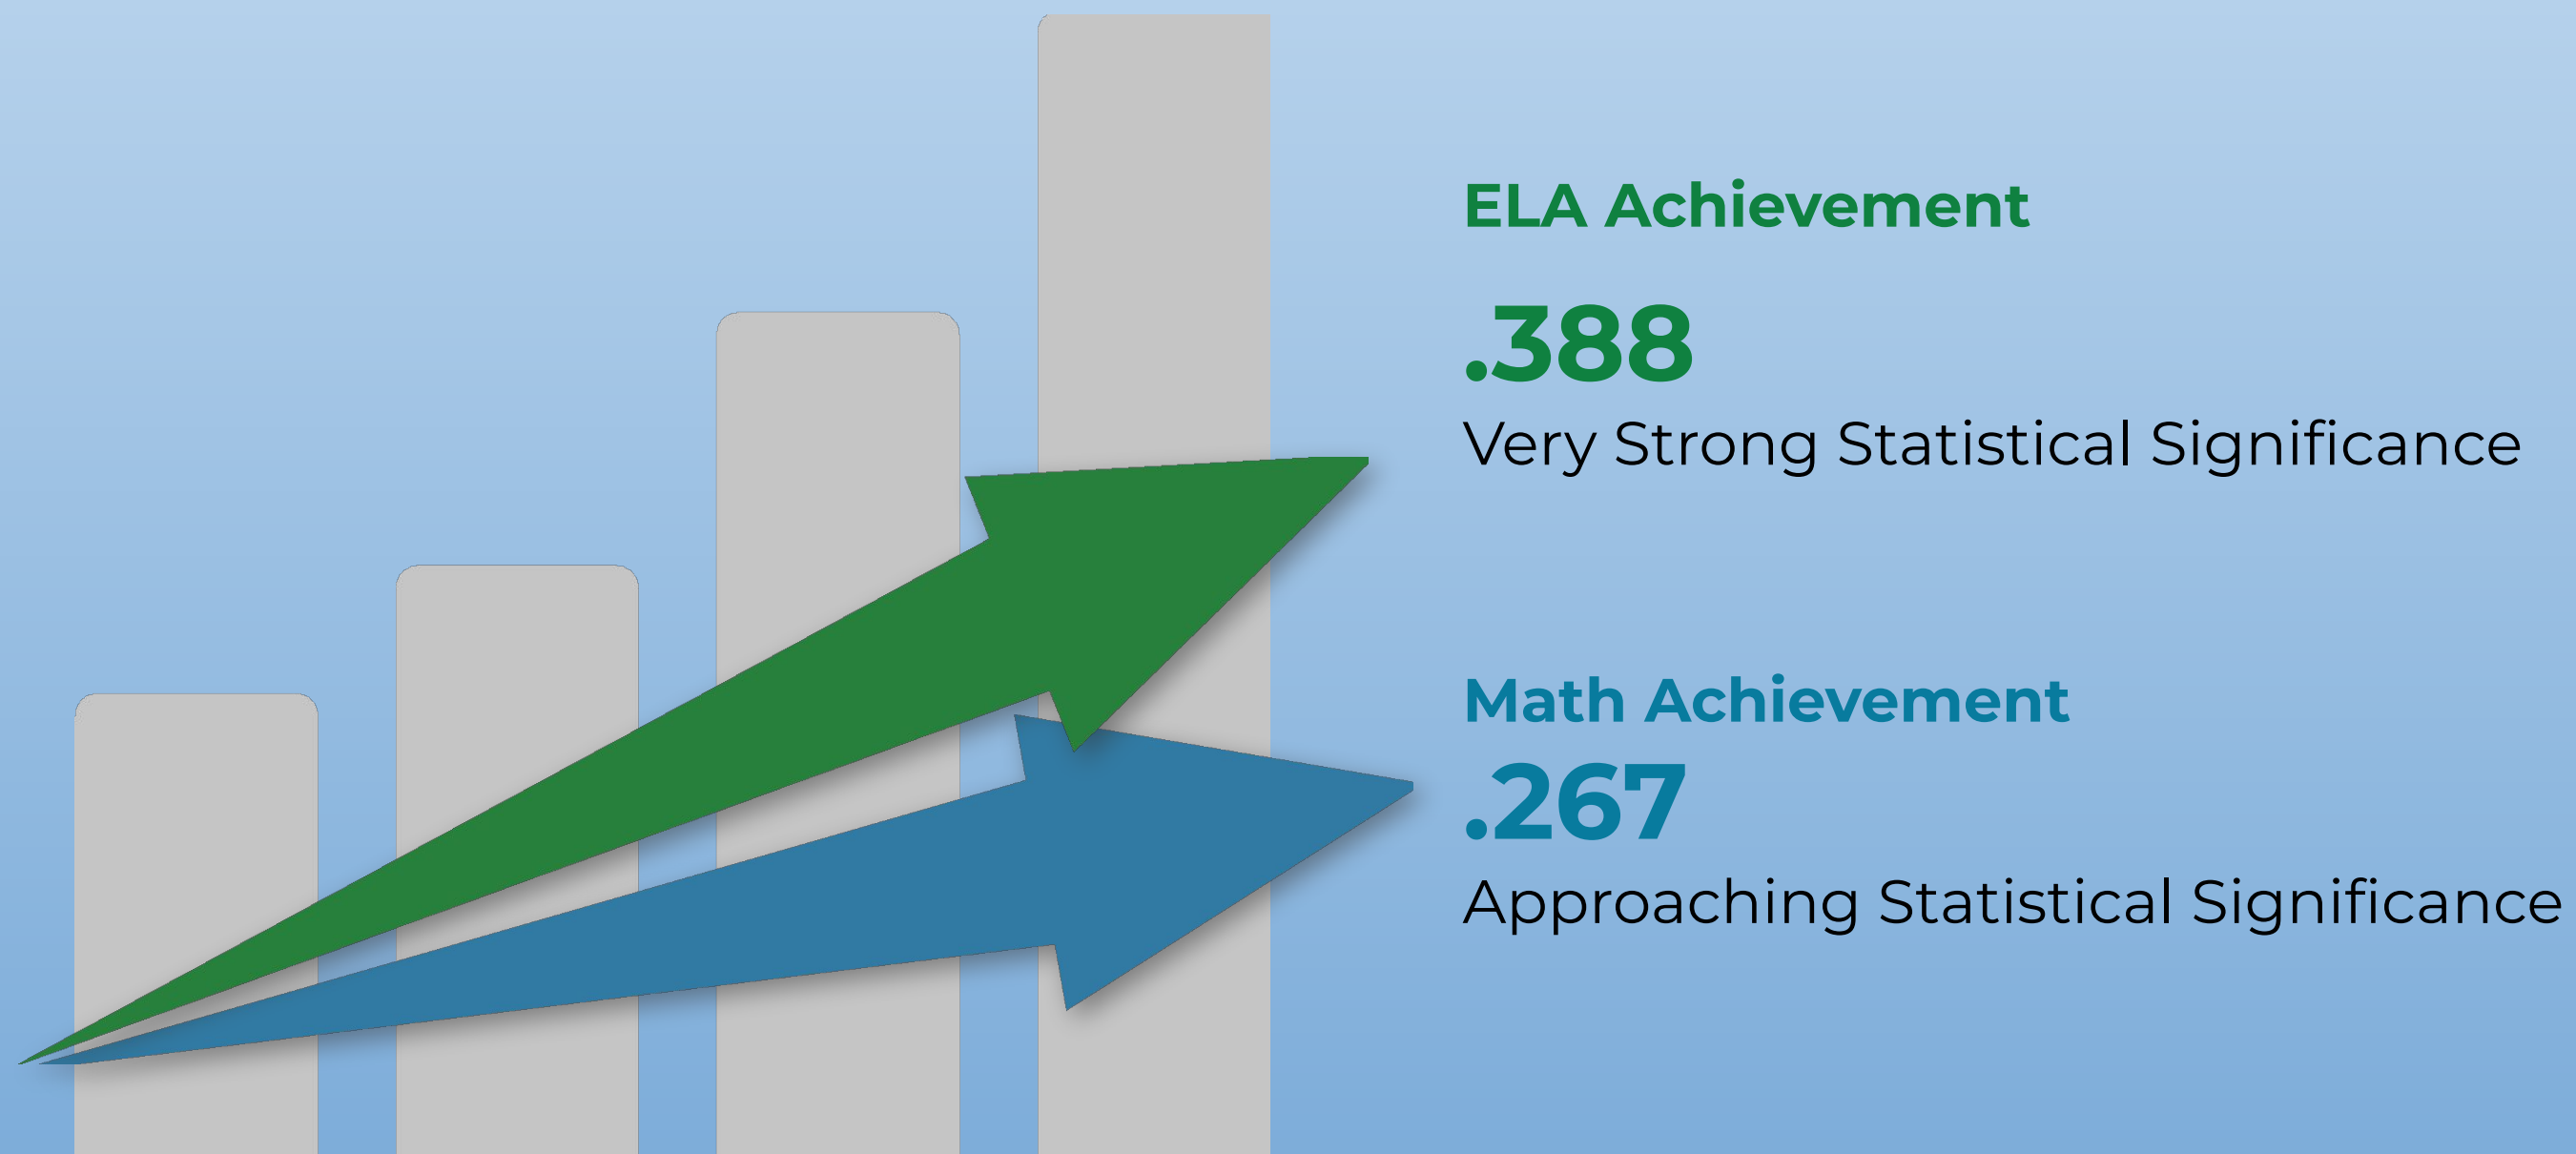 ELA Achievement
.388
Very Strong Statistical Significance
Math Achievement
.267
Approaching Statistical Significance